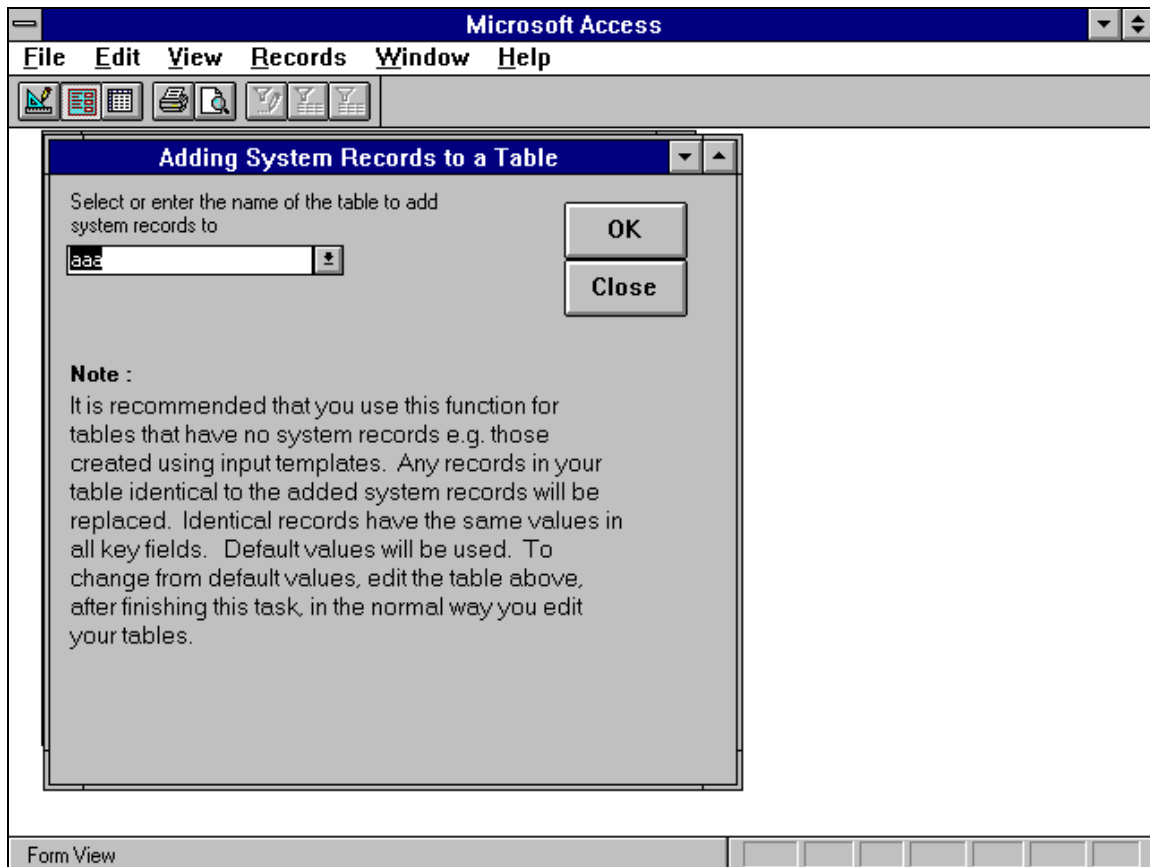 Microsoft Access
File Edit View Records Window Help
Adding System Records to a Table
Select or enter the name of the table to add
system records to
OK
aaa
Close
Note :
It is recommended that you use this function for
tables that have no system records e.g. those
created using input templates. Any records in your
table identical to the added system records will be
replaced. Identical records have the same values in
all key fields. Default values will be used. To
change from default values, edit the table above,
after finishing this task, in the normal way you edit
your tables.
Form View